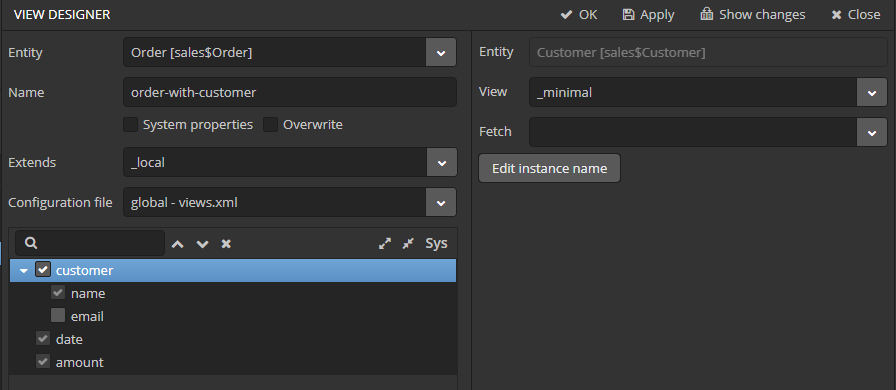 VIEW DESIGNER OK Apply Show changes Close
Entity Order [sales$Order]
Name order-with-customer
System properties Overwrite
Extends _local
Configuration file global - views.xml
Sys
customer
name
email
date
amount
Entity Customer [sales$Customer]
View _minimal
Fetch
Edit instance name